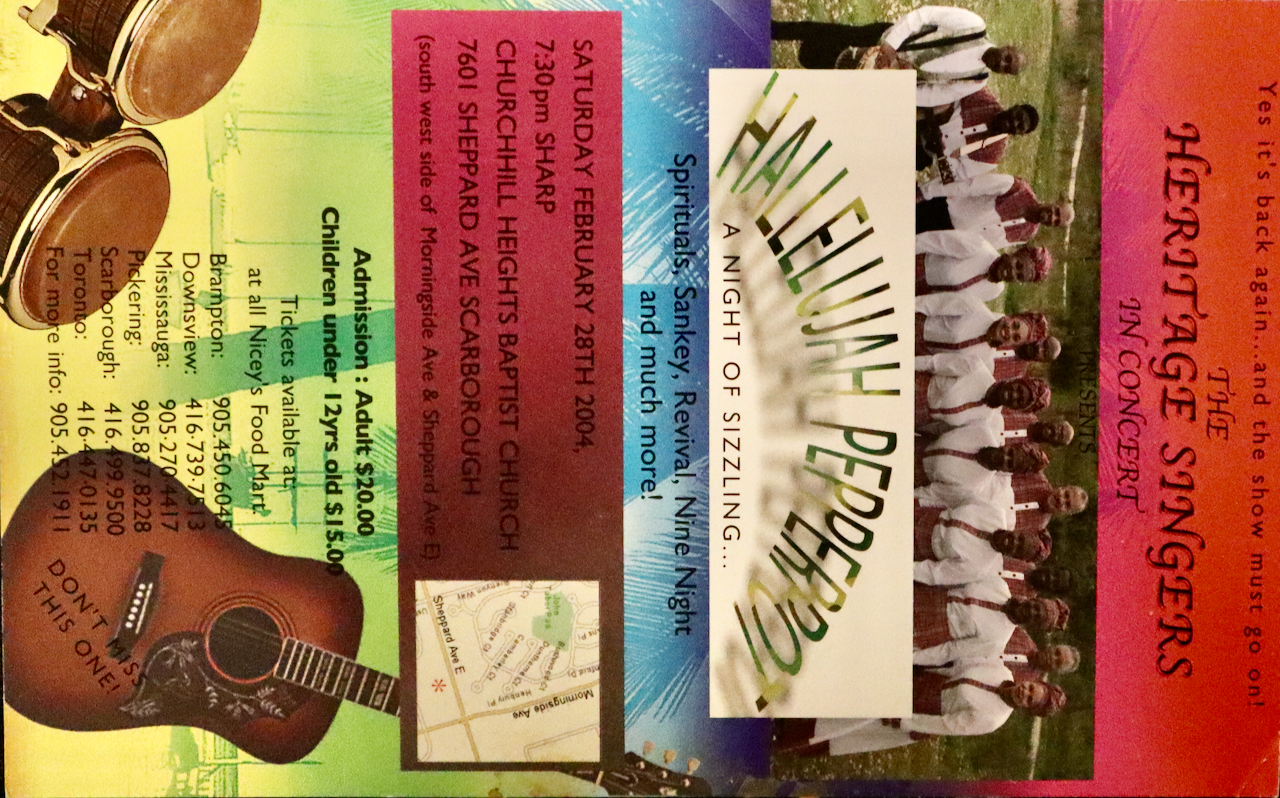 Yes it's back again...and the show must go on!
THE
HERITAGE SINGERS
IN CONCERT
PRESENTS
HALLELUJAH PEPPERPOT
A NIGHT OF SIZZLING...
Spirituals, Sankey, Revival, Nine Night
and much more!
SATURDAY FEBRUARY 28TH 2004,
7:30pm SHARP
CHURCHHILL HEIGHTS BAPTIST CHURCH
7601 SHEPPARD AVE SCARBOROUGH
(south west side of Morningside Ave & Sheppard Ave E)
Morningside Ave
Sheppard Ave E
Admission : Adult $20.00
Children under 12yrs old $15.00
Tickets available at:
at all Nicey's Food Mart
Brampton: 905.450.6045
Downsview: 416.739.7513
Mississauga: 905.270.4417
Pickering: 905.837.8228
Scarborough: 416.499.9500
Toronto: 416.447-0135
For more info: 905.452.1911
DON'T MISS
THIS ONE!